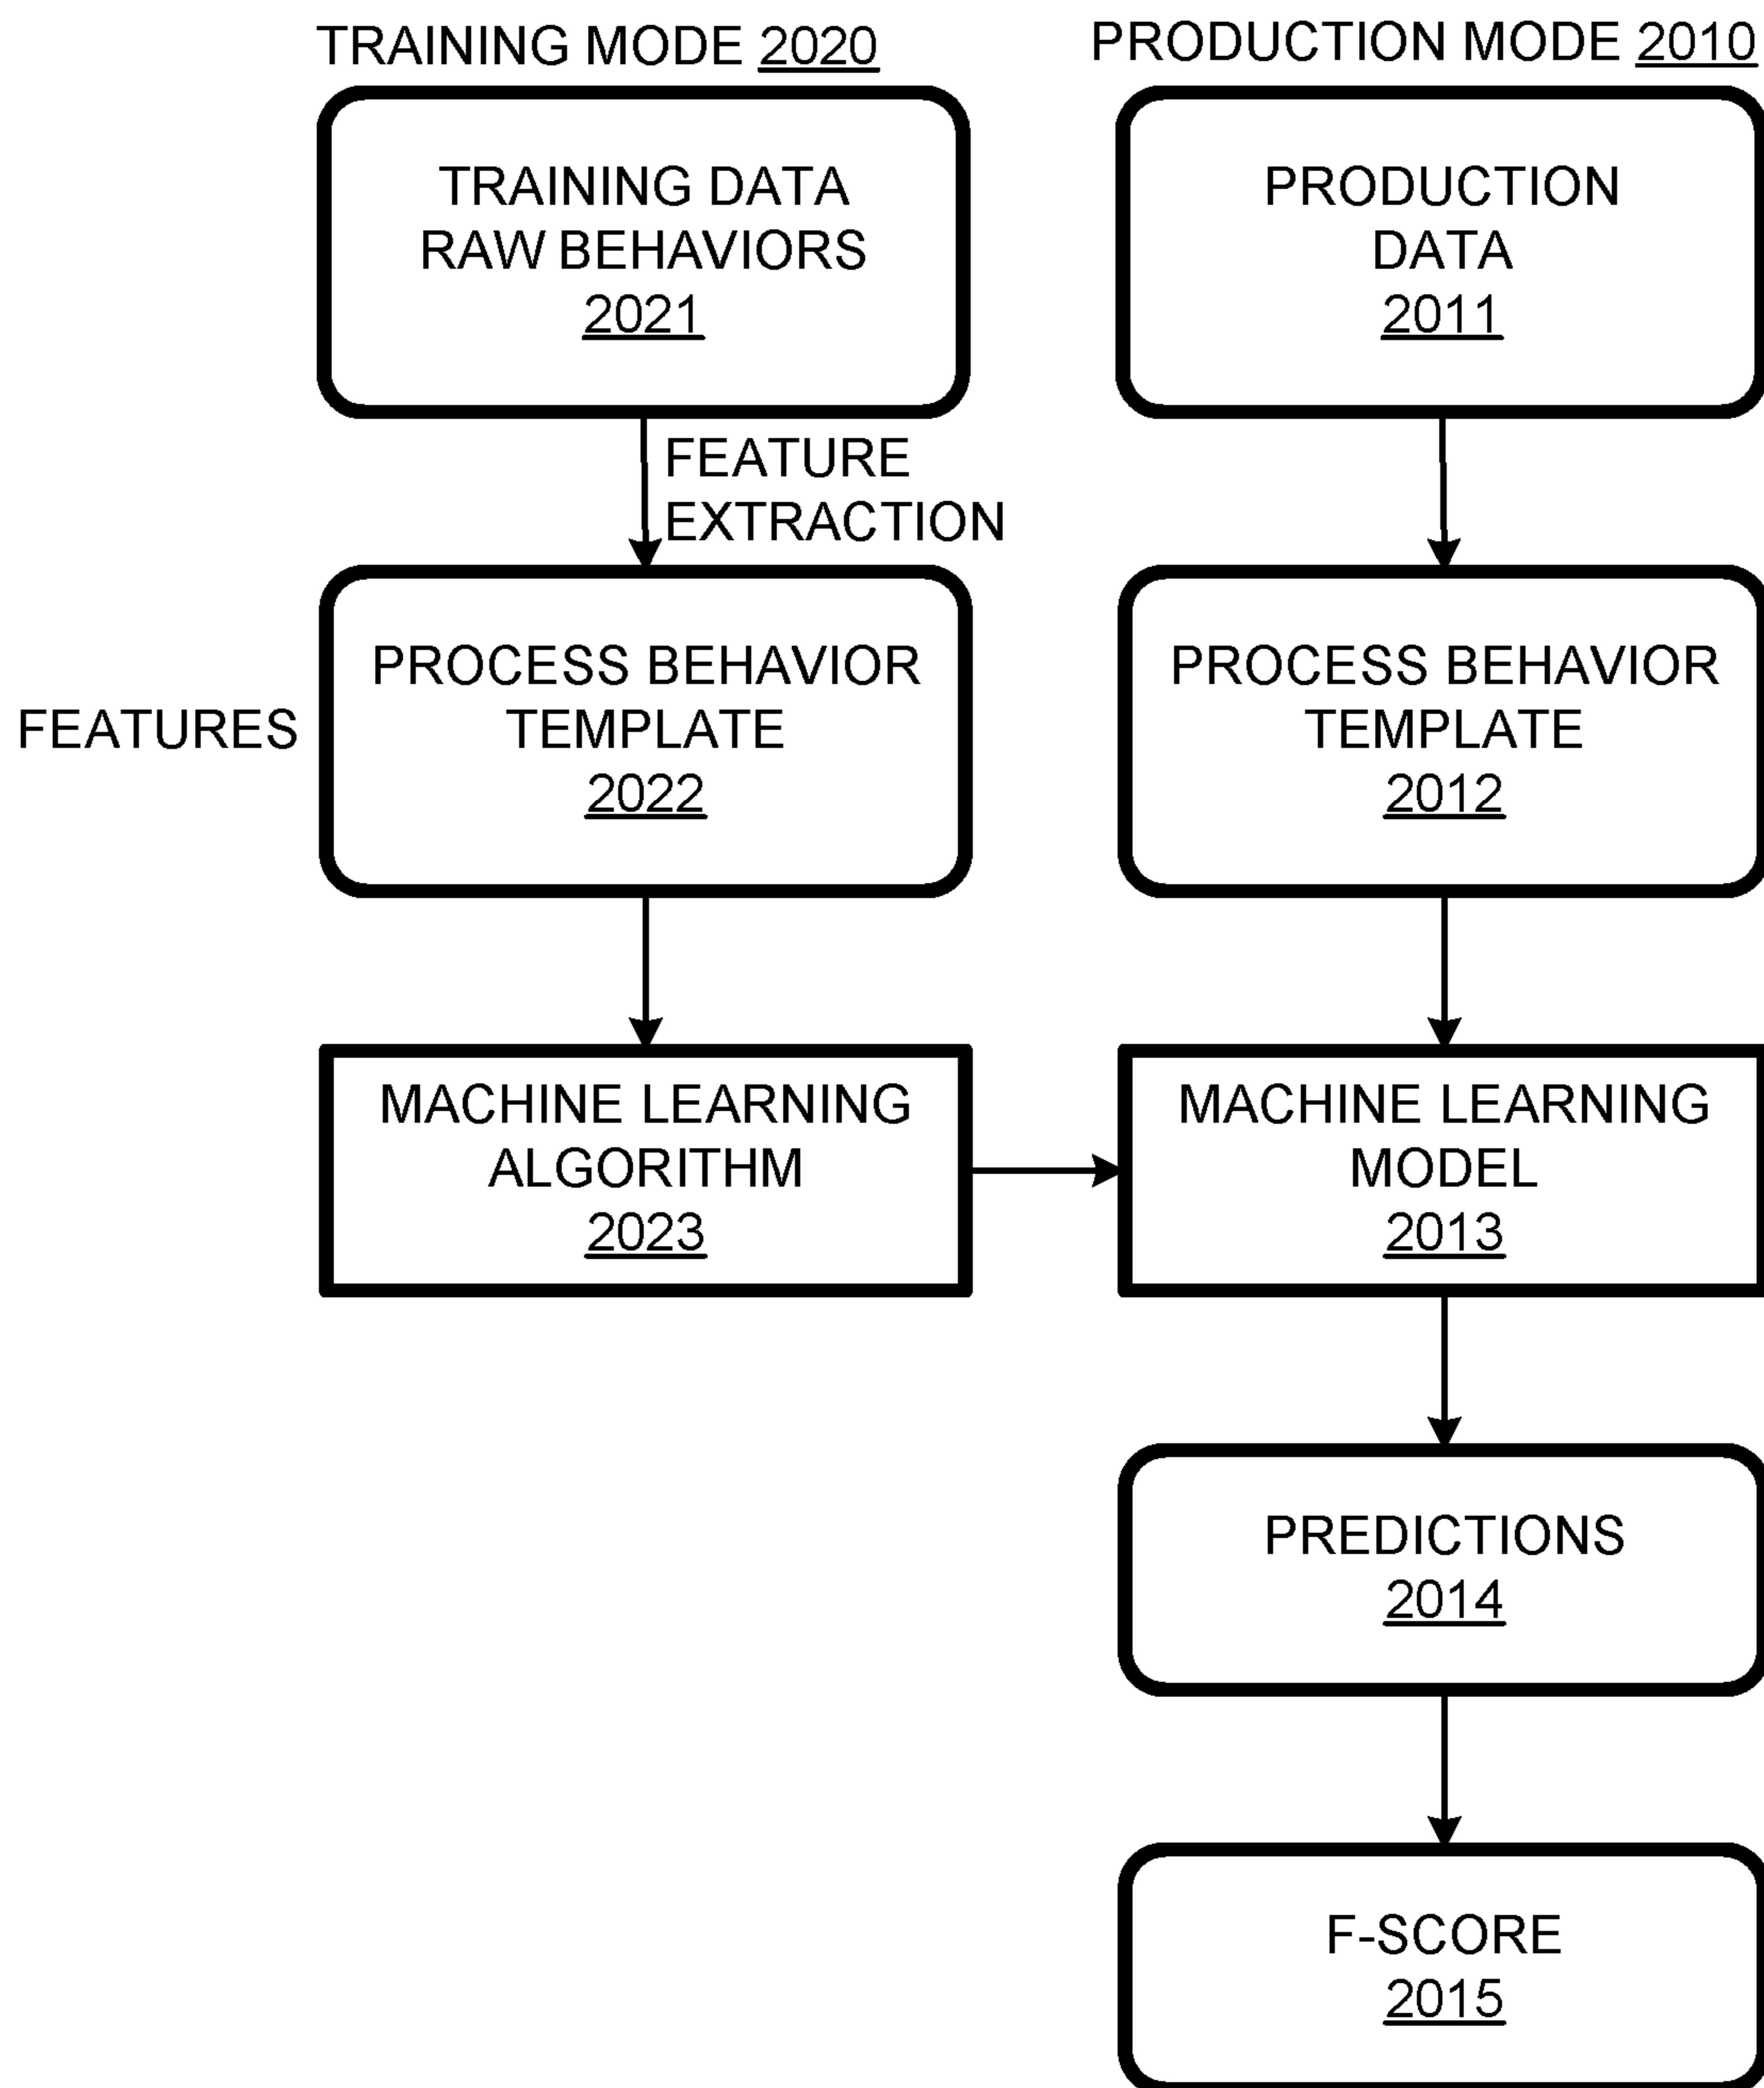 TRAINING MODE 2020
TRAINING DATA
RAW BEHAVIORS
2021
FEATURE
EXTRACTION
FEATURES
PROCESS BEHAVIOR
TEMPLATE
2022
MACHINE LEARNING
ALGORITHM
2023
PRODUCTION MODE 2010
PRODUCTION
DATA
2011
PROCESS BEHAVIOR
TEMPLATE
2012
MACHINE LEARNING
MODEL
2013
PREDICTIONS
2014
F-SCORE
2015